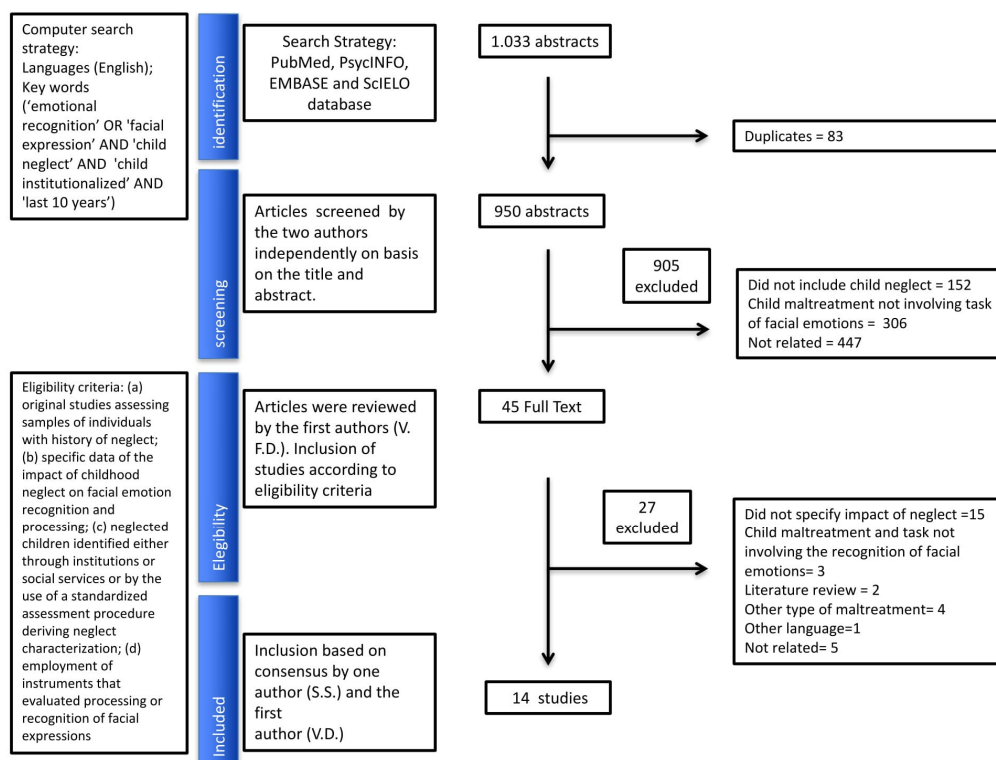 Computer search
strategy:
Languages (English);
Key words
(‘emotional
recognition’ OR 'facial
expression’ AND 'child
neglect’ AND 'child
institutionalized’ AND
'last 10 years’)
identification
Search Strategy:
PubMed, PsycINFO,
EMBASE and ScIELO
database
1.033 abstracts
Duplicates = 83
screening
Articles screened by
the two authors
independently on basis
on the title and
abstract.
950 abstracts
905
excluded
Did not include child neglect = 152
Child maltreatment not involving task
of facial emotions = 306
Not related = 447
Eligibility criteria: (a)
original studies assessing
samples of individuals
with history of neglect;
(b) specific data of the
impact of childhood
neglect on facial emotion
recognition and
processing; (c) neglected
children identified either
through institutions or
social services or by the
use of a standardized
assessment procedure
deriving neglect
characterization; (d)
employment of
instruments that
evaluated processing or
recognition of facial
expressions
Elegibility
Articles were reviewed
by the first authors (V.
F.D.). Inclusion of
studies according to
eligibility criteria
45 Full Text
27
excluded
Did not specify impact of neglect =15
Child maltreatment and task not
involving the recognition of facial
emotions= 3
Literature review = 2
Other type of maltreatment= 4
Other language=1
Not related= 5
Included
Inclusion based on
consensus by one
author (S.S.) and the
first
author (V.D.)
14 studies